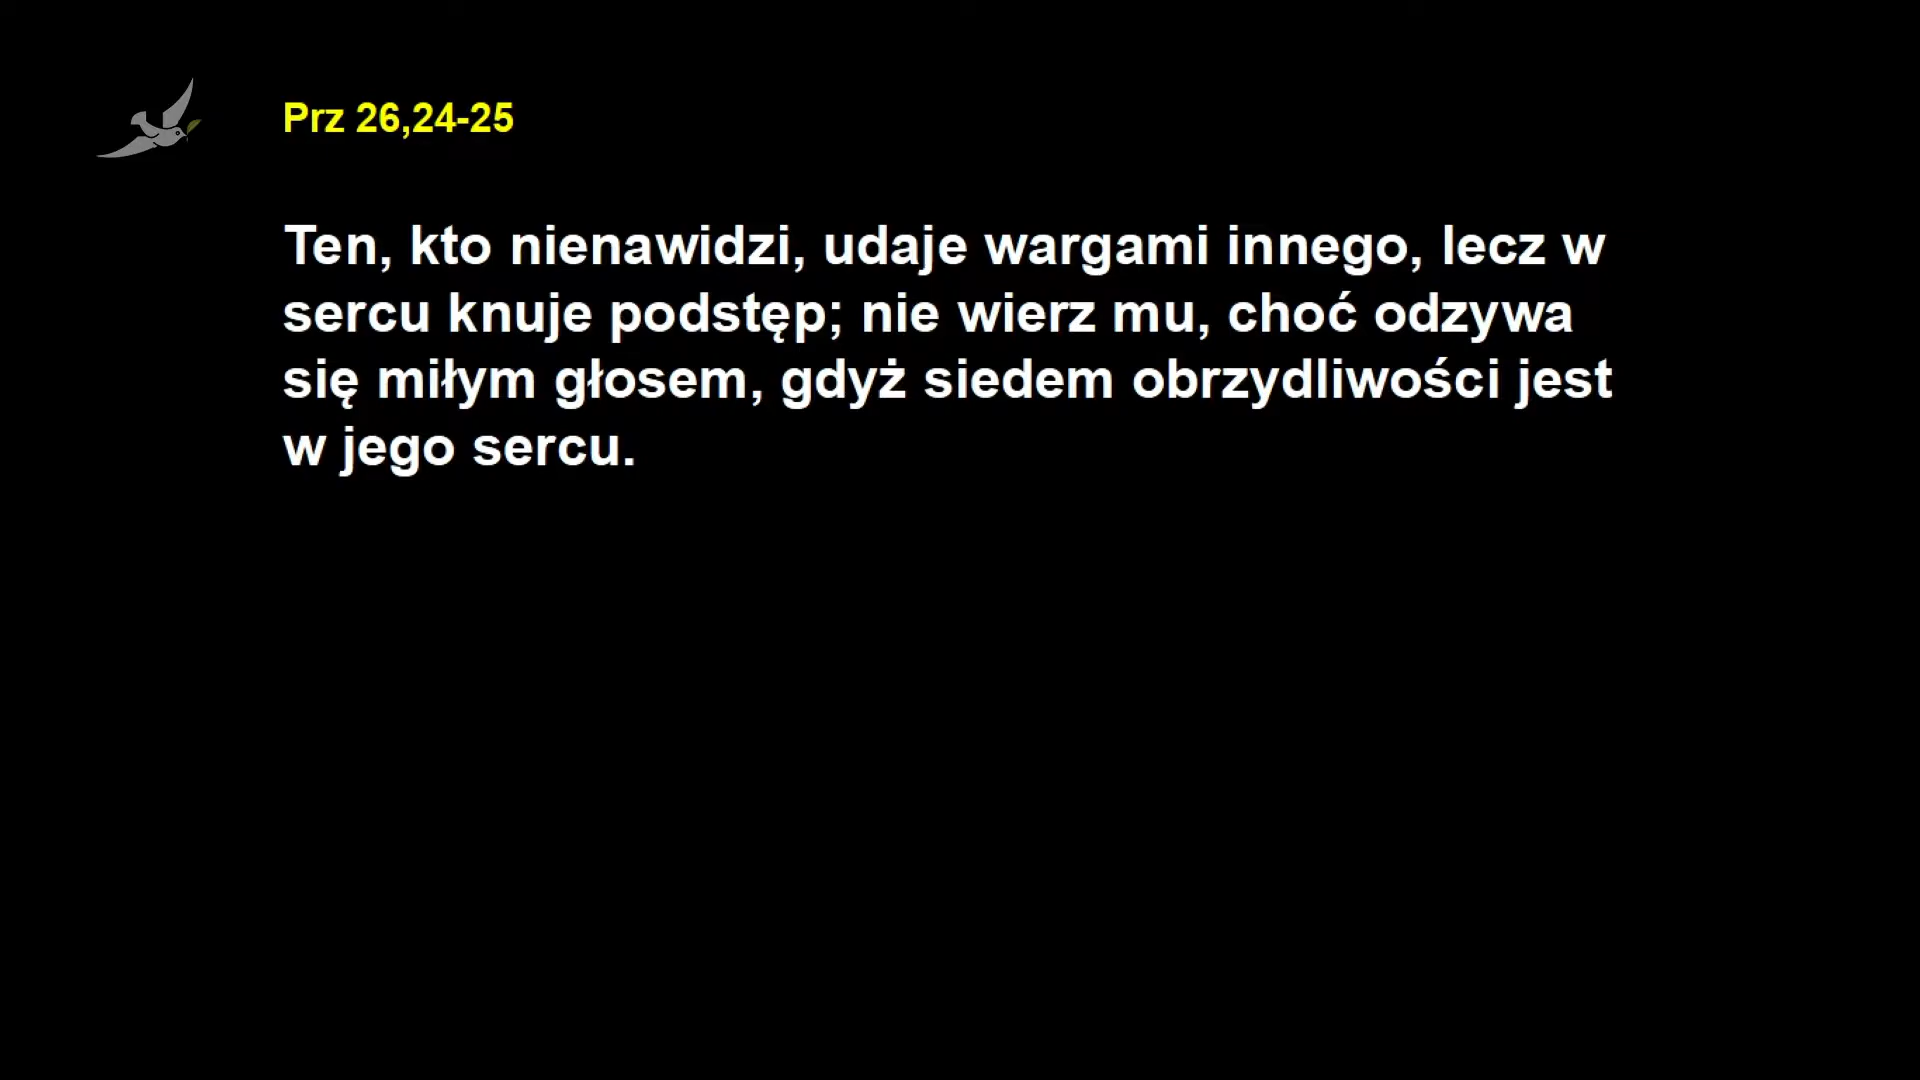 Prz 26,24-25
Ten, kto nienawidzi, udaje wargami innego, lecz w
sercu knuje podstęp; nie wierz mu, choć odzywa
się miłym głosem, gdyż siedem obrzydliwości jest
w jego sercu.